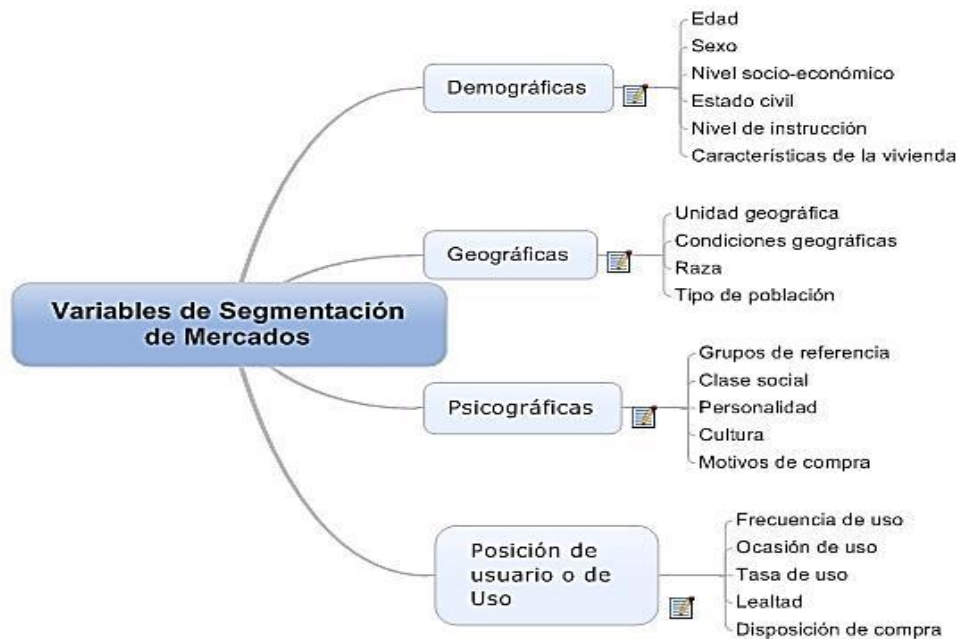 Variables de Segmentación
de Mercados
Demográficas
Edad
Sexo
Nivel socio-económico
Estado civil
Nivel de instrucción
Características de la vivienda
Geográficas
Unidad geográfica
Condiciones geográficas
Raza
Tipo de población
Psicográficas
Grupos de referencia
Clase social
Personalidad
Cultura
Motivos de compra
Posición de
usuario o de
Uso
Frecuencia de uso
Ocasión de uso
Tasa de uso
Lealtad
Disposición de compra